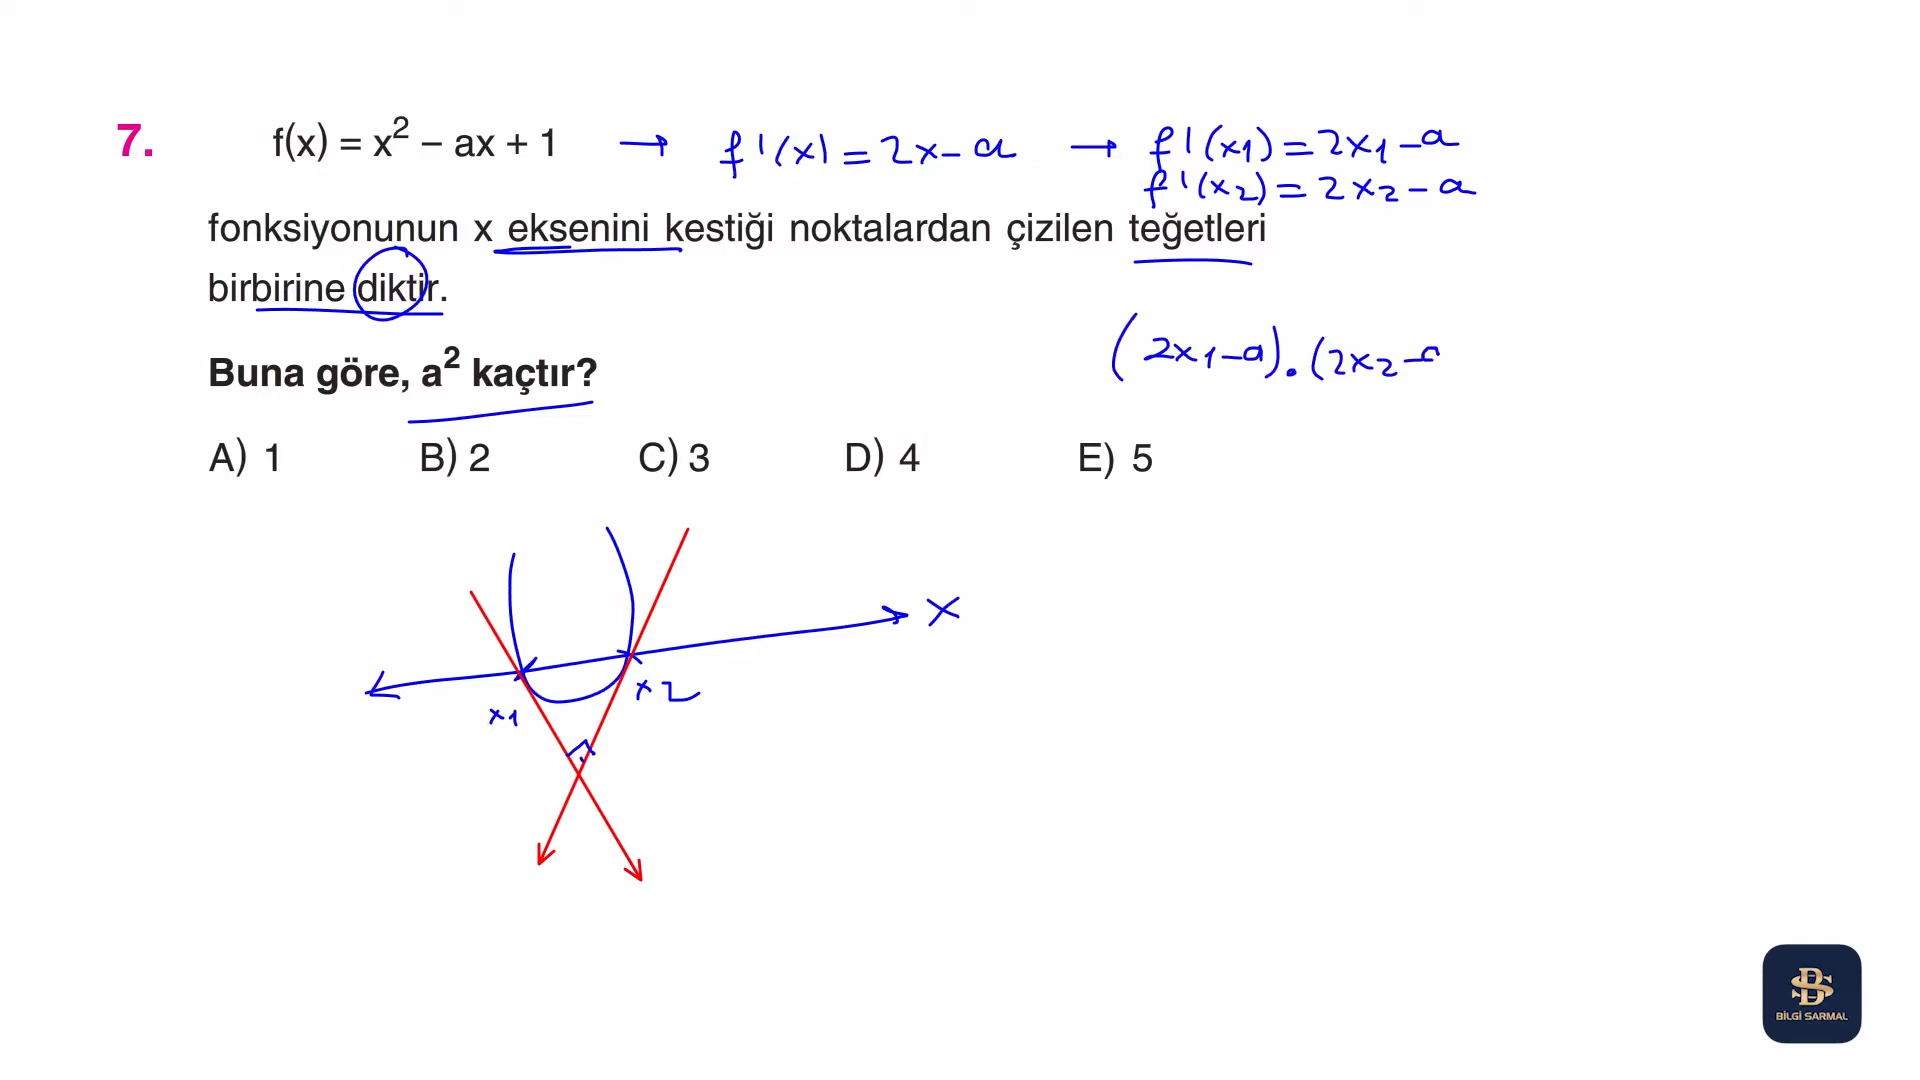 7. f(x) = x² – ax + 1 → f'(x) = 2x – a → f'(x1) = 2x1 – a
f'(x2) = 2x2 – a
fonksiyonunun x eksenini kestiği noktalardan çizilen teğetleri
birbirine diktir.
(2x1 – a).(2x2 – a
Buna göre, a² kaçtır?
A) 1 B) 2 C) 3 D) 4 E) 5
x
x2
x1
BS
BİLGİ SARMAL